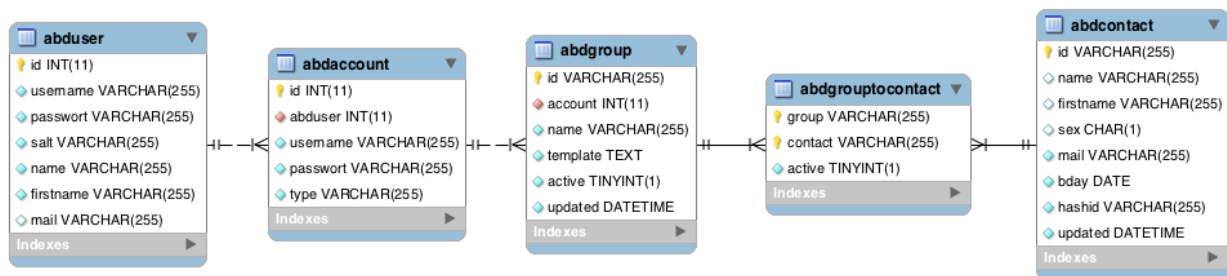 abduser
id INT(11)
username VARCHAR(255)
passwort VARCHAR(255)
salt VARCHAR(255)
name VARCHAR(255)
firstname VARCHAR(255)
mail VARCHAR(255)
Indexes
abdaccount
id INT(11)
abduser INT(11)
username VARCHAR(255)
passwort VARCHAR(255)
type VARCHAR(255)
Indexes
abdgroup
id VARCHAR(255)
account INT(11)
name VARCHAR(255)
template TEXT
active TINYINT(1)
updated DATETIME
Indexes
abdgrouptocontact
group VARCHAR(255)
contact VARCHAR(255)
active TINYINT(1)
Indexes
abdcontact
id VARCHAR(255)
name VARCHAR(255)
firstname VARCHAR(255)
sex CHAR(1)
mail VARCHAR(255)
bday DATE
hashid VARCHAR(255)
updated DATETIME
Indexes